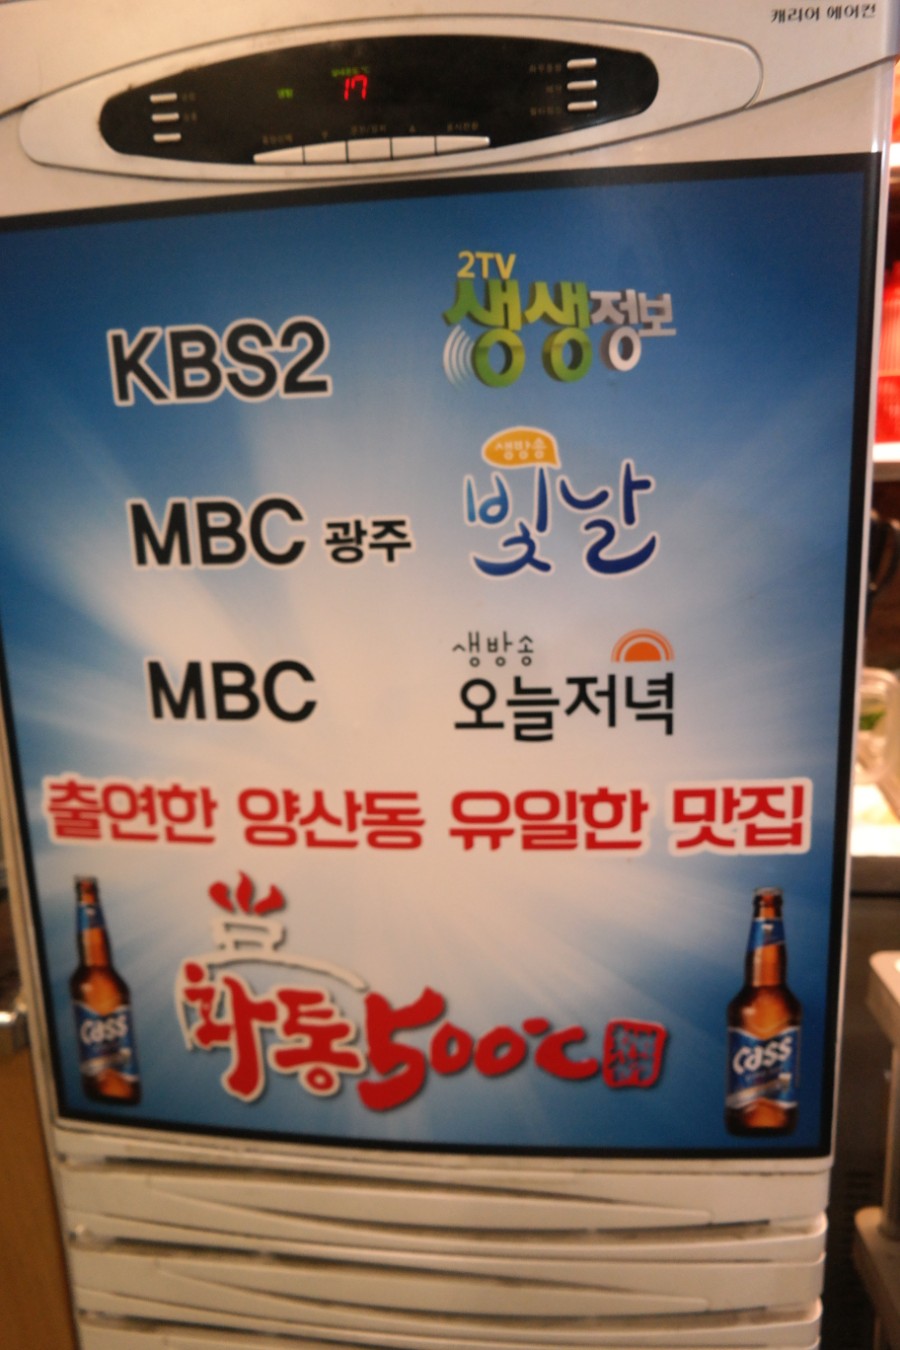 캐리어 에어컨
17
2TV
KBS2 생생정보
생방송
MBC 광주 빛날
생방송
MBC 오늘저녁
출연한 양산동 유일한 맛집
화통500℃
cass cass